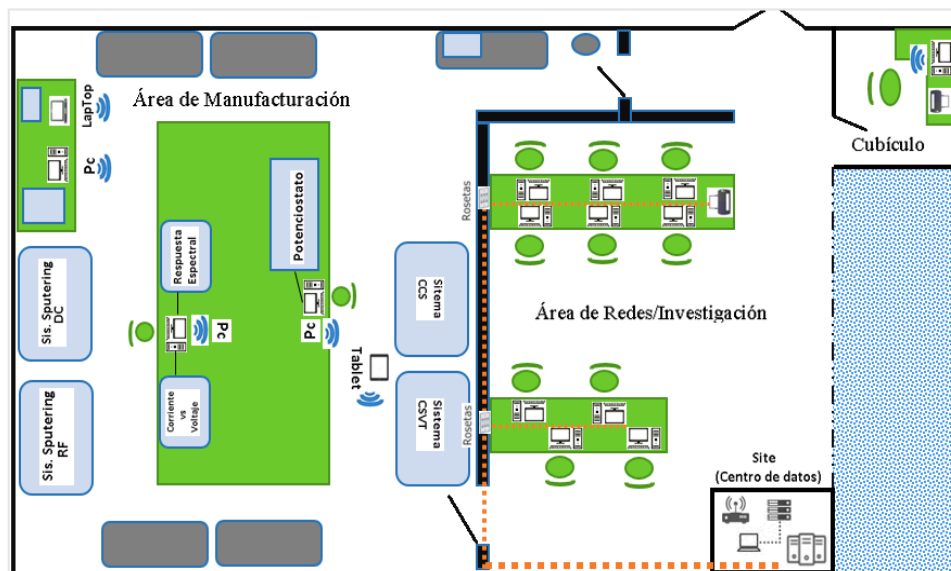 Área de Manufacturación
LapTop
Pc
Sis. Sputering
DC
Sis. Sputering
RF
Respuesta
Espectral
Potenciostato
Pc
Pc
Corriente
vs
Voltaje
Tablet
Sitema
CCS
Sistema
CSVT
Rosetas
Rosetas
Área de Redes/Investigación
Cubículo
Site
(Centro de datos)